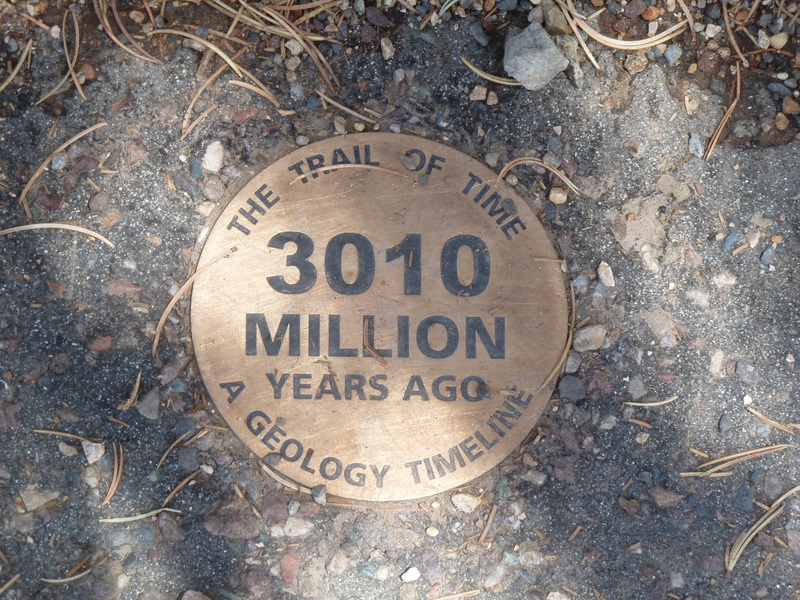 THE TRAIL OF TIME
3010
MILLION
YEARS AGO
A GEOLOGY TIMELINE